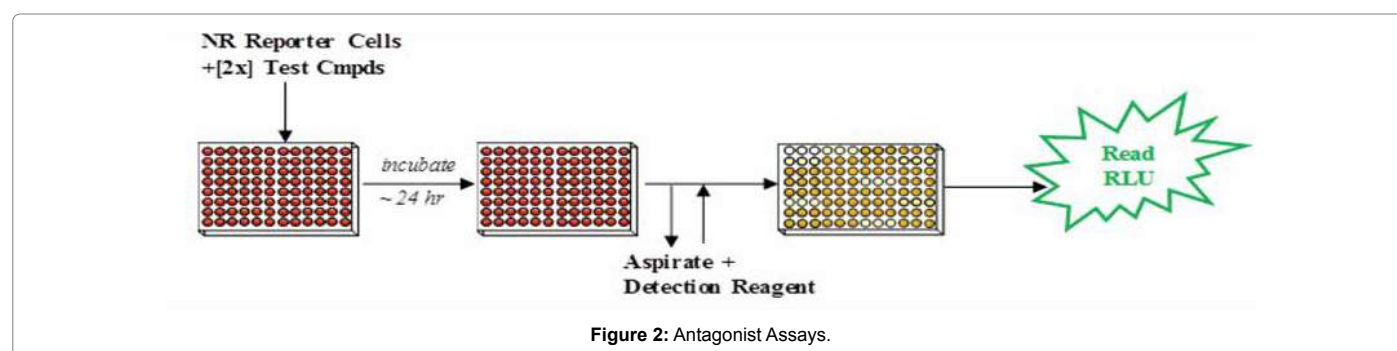 NR Reporter Cells
+[2x] Test Cmpds
incubate
~ 24 hr
Aspirate +
Detection Reagent
Read
RLU
Figure 2: Antagonist Assays.